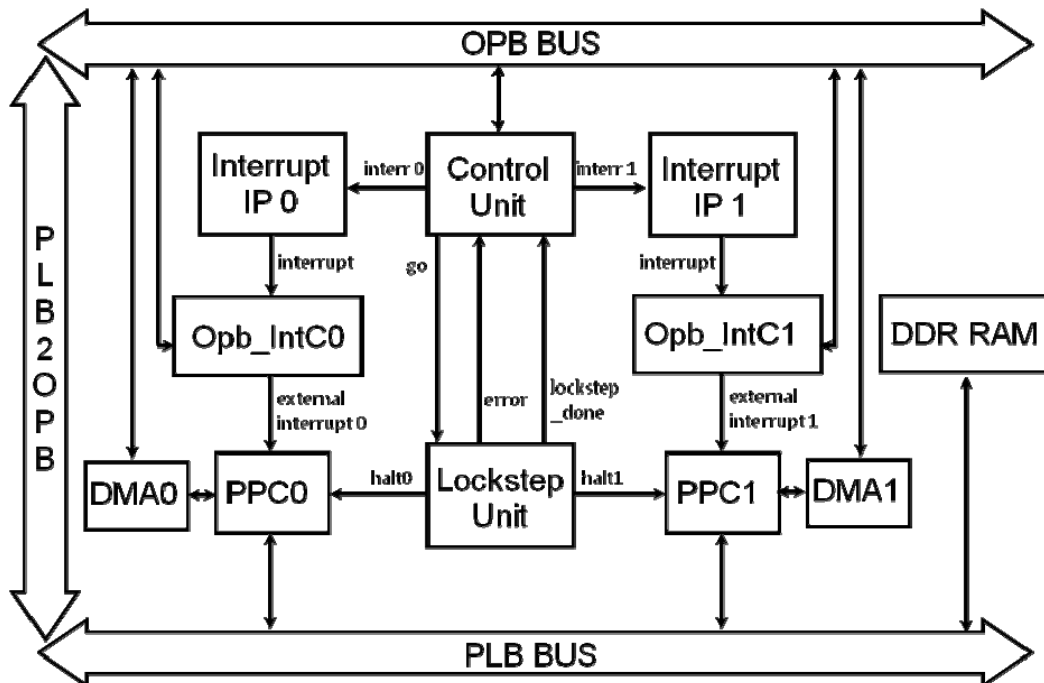 OPB BUS
PLB2OPB
Interrupt
IP 0
interr 0
Control
Unit
interr 1
Interrupt
IP 1
interrupt
go
interrupt
Opb_IntC0
Opb_IntC1
DDR RAM
external
interrupt 0
error
lockstep
_done
external
interrupt 1
DMA0
PPC0
halt0
Lockstep
Unit
halt1
PPC1
DMA1
PLB BUS